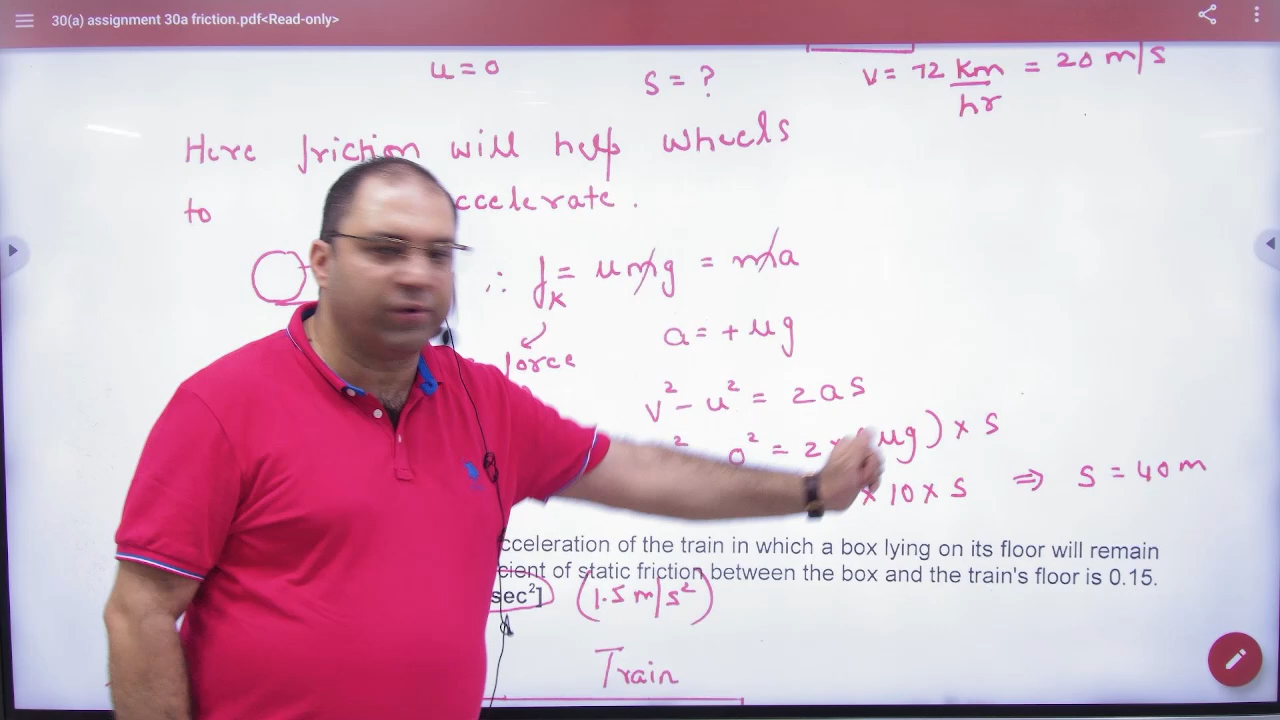 30(a) assignment 30a friction.pdf<Read-only>
u = 0
S = ?
V = 72 Km/hr = 20 m/s
Here friction will help wheels
to ccelerate.
∴ fK = μmg = ma
force
a = + μg
v² - u² = 2as
² 0² = 2 × (μg) × S
× 10 × S ⇒ S = 40 m
cceleration of the train in which a box lying on its floor will remain
cient of static friction between the box and the train's floor is 0.15.
sec²] (1.5 m/s²)
Train